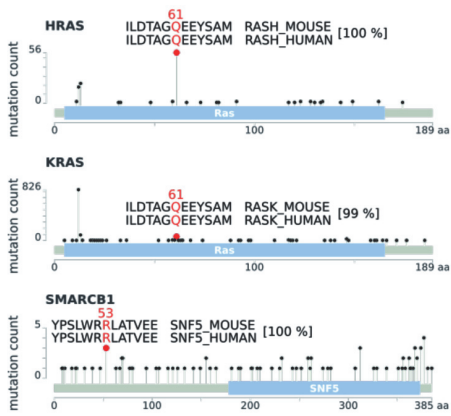 HRAS
61
ILDTAGQEEYSAM RASH_MOUSE
ILDTAGQEEYSAM RASH_HUMAN
[100 %]
mutation count
56
0
Ras
0 100 189 aa
KRAS
61
ILDTAGQEEYSAM RASK_MOUSE
ILDTAGQEEYSAM RASK_HUMAN
[99 %]
mutation count
826
0
Ras
0 100 189 aa
SMARCB1
53
YPSLWRRLATVEE SNF5_MOUSE
YPSLWRRLATVEE SNF5_HUMAN
[100 %]
mutation count
5
0
SNF5
0 100 200 300 385 aa